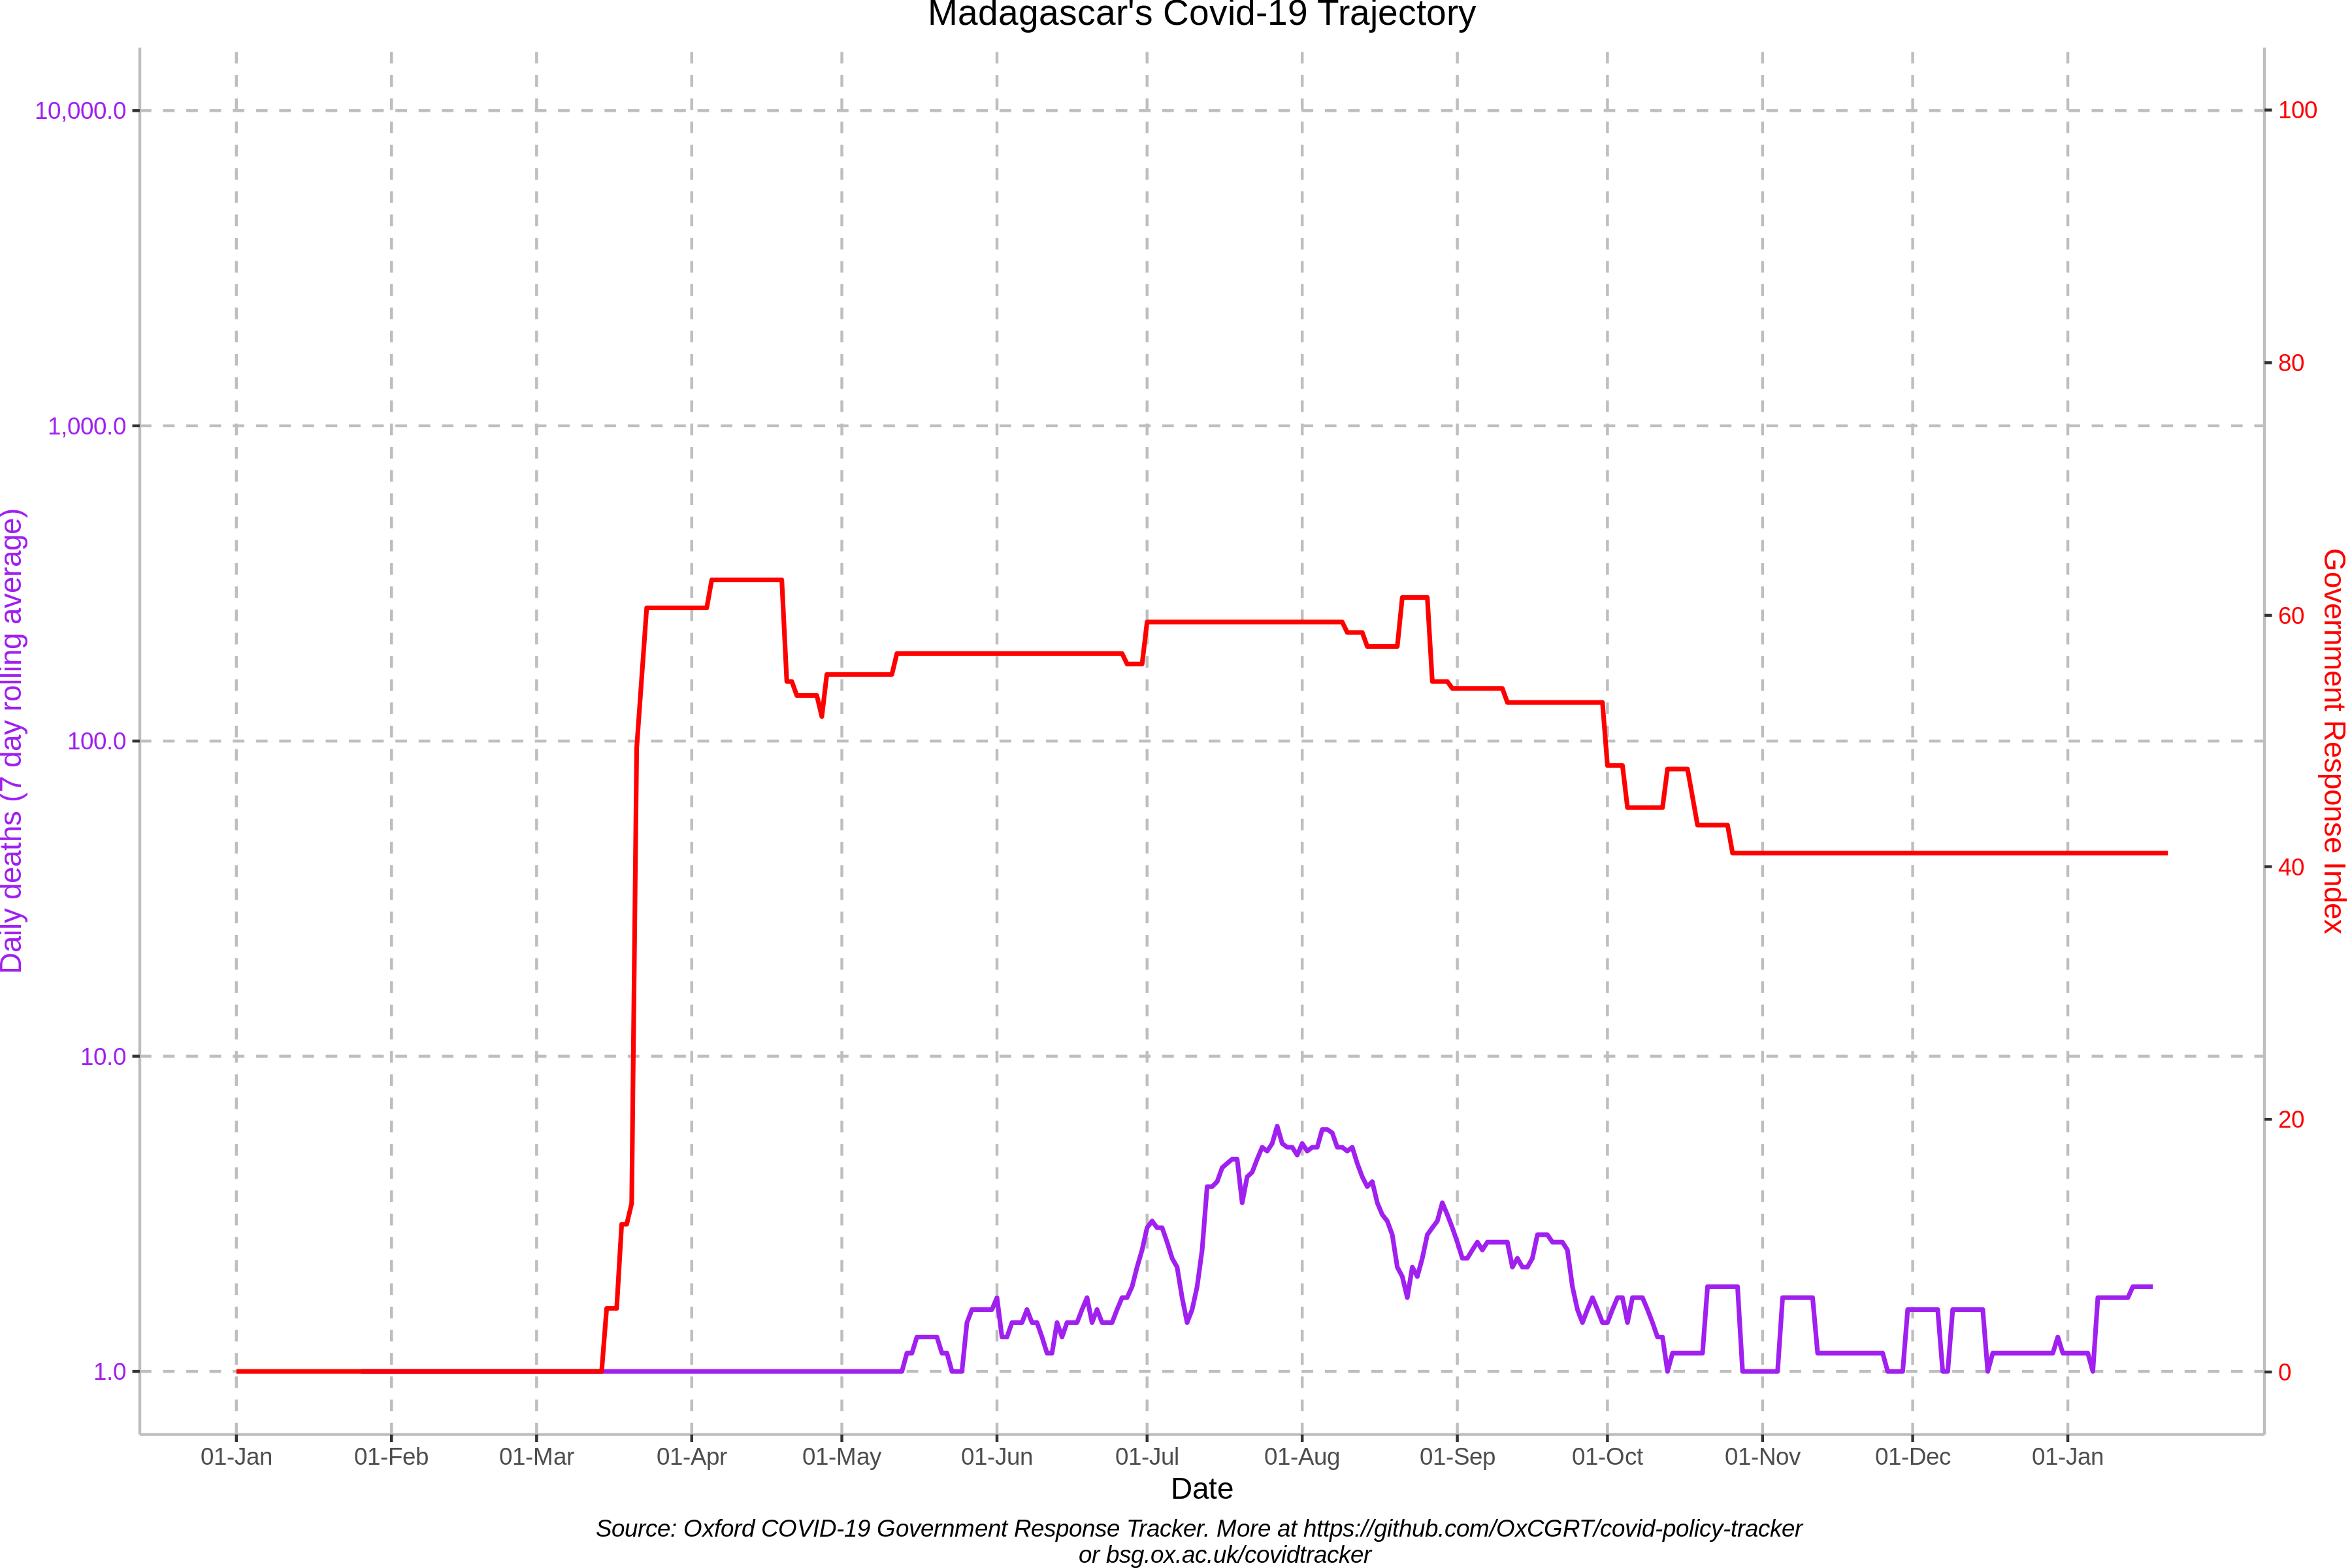 Madagascar's Covid-19 Trajectory
10,000.0
1,000.0
100.0
10.0
1.0
Daily deaths (7 day rolling average)
100
80
60
40
20
0
Government Response Index
01-Jan 01-Feb 01-Mar 01-Apr 01-May 01-Jun 01-Jul 01-Aug 01-Sep 01-Oct 01-Nov 01-Dec 01-Jan
Date
Source: Oxford COVID-19 Government Response Tracker. More at https://github.com/OxCGRT/covid-policy-tracker
or bsg.ox.ac.uk/covidtracker